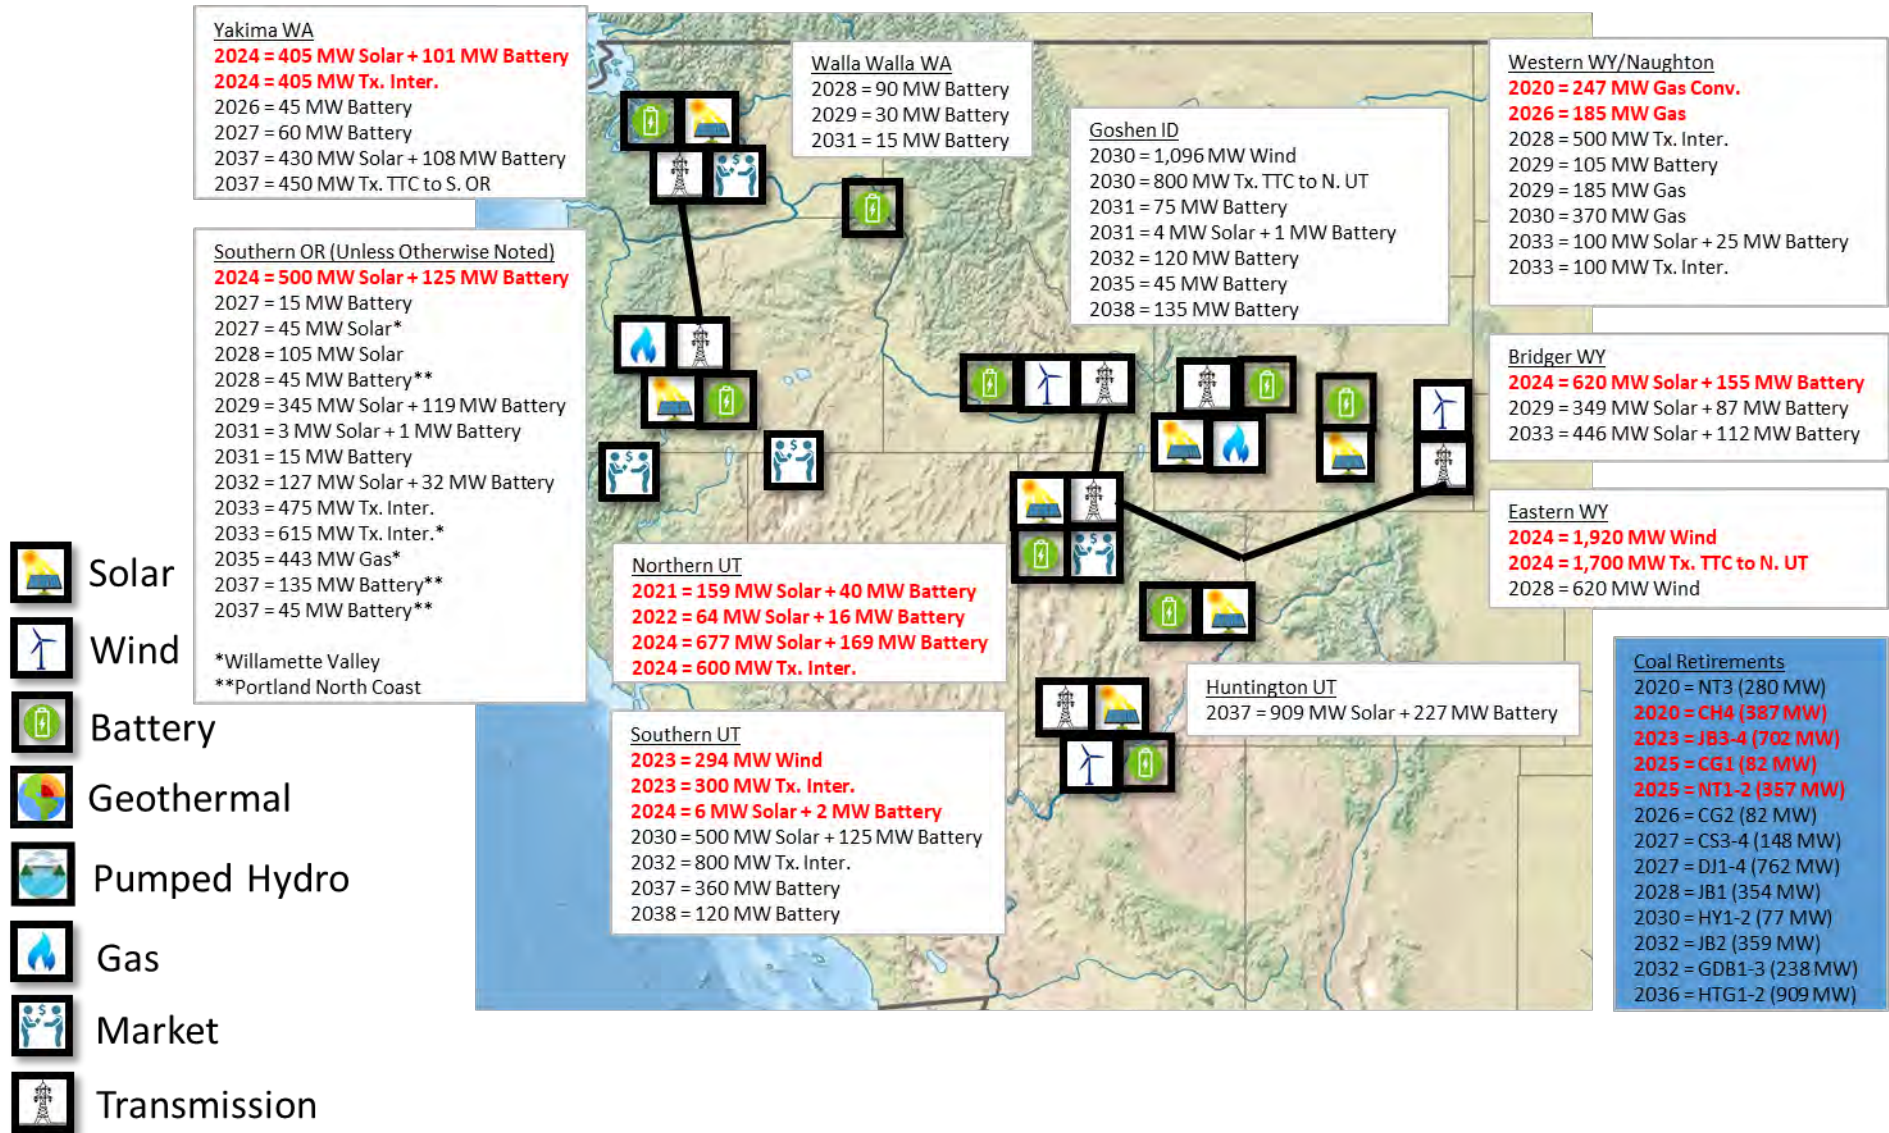 Yakima WA
2024 = 405 MW Solar + 101 MW Battery
2024 = 405 MW Tx. Inter.
2026 = 45 MW Battery
2027 = 60 MW Battery
2037 = 430 MW Solar + 108 MW Battery
2037 = 450 MW Tx. TTC to S. OR
Walla Walla WA
2028 = 90 MW Battery
2029 = 30 MW Battery
2031 = 15 MW Battery
Goshen ID
2030 = 1,096 MW Wind
2030 = 800 MW Tx. TTC to N. UT
2031 = 75 MW Battery
2031 = 4 MW Solar + 1 MW Battery
2032 = 120 MW Battery
2035 = 45 MW Battery
2038 = 135 MW Battery
Western WY/Naughton
2020 = 247 MW Gas Conv.
2026 = 185 MW Gas
2028 = 500 MW Tx. Inter.
2029 = 105 MW Battery
2029 = 185 MW Gas
2030 = 370 MW Gas
2033 = 100 MW Solar + 25 MW Battery
2033 = 100 MW Tx. Inter.
Southern OR (Unless Otherwise Noted)
2024 = 500 MW Solar + 125 MW Battery
2027 = 15 MW Battery
2027 = 45 MW Solar*
2028 = 105 MW Solar
2028 = 45 MW Battery**
2029 = 345 MW Solar + 119 MW Battery
2031 = 3 MW Solar + 1 MW Battery
2031 = 15 MW Battery
2032 = 127 MW Solar + 32 MW Battery
2033 = 475 MW Tx. Inter.
2033 = 615 MW Tx. Inter.*
2035 = 443 MW Gas*
2037 = 135 MW Battery**
2037 = 45 MW Battery**
*Willamette Valley
**Portland North Coast
Bridger WY
2024 = 620 MW Solar + 155 MW Battery
2029 = 349 MW Solar + 87 MW Battery
2033 = 446 MW Solar + 112 MW Battery
Eastern WY
2024 = 1,920 MW Wind
2024 = 1,700 MW Tx. TTC to N. UT
2028 = 620 MW Wind
Northern UT
2021 = 159 MW Solar + 40 MW Battery
2022 = 64 MW Solar + 16 MW Battery
2024 = 677 MW Solar + 169 MW Battery
2024 = 600 MW Tx. Inter.
Huntington UT
2037 = 909 MW Solar + 227 MW Battery
Southern UT
2023 = 294 MW Wind
2023 = 300 MW Tx. Inter.
2024 = 6 MW Solar + 2 MW Battery
2030 = 500 MW Solar + 125 MW Battery
2032 = 800 MW Tx. Inter.
2037 = 360 MW Battery
2038 = 120 MW Battery
Coal Retirements
2020 = NT3 (280 MW)
2020 = CH4 (387 MW)
2023 = JB3-4 (702 MW)
2025 = CG1 (82 MW)
2025 = NT1-2 (357 MW)
2026 = CG2 (82 MW)
2027 = CS3-4 (148 MW)
2027 = DJ1-4 (762 MW)
2028 = JB1 (354 MW)
2030 = HY1-2 (77 MW)
2032 = JB2 (359 MW)
2032 = GDB1-3 (238 MW)
2036 = HTG1-2 (909 MW)
Solar
Wind
Battery
Geothermal
Pumped Hydro
Gas
Market
Transmission